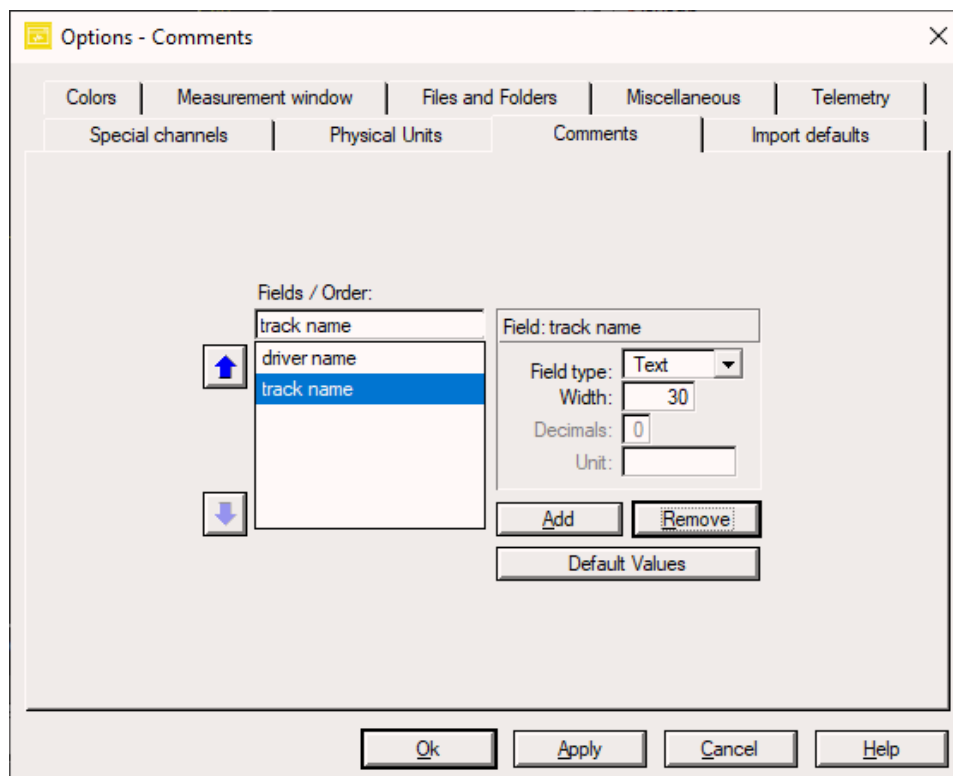 Options - Comments
Colors
Measurement window
Files and Folders
Miscellaneous
Telemetry
Special channels
Physical Units
Comments
Import defaults
Fields / Order:
track name
driver name
track name
Field: track name
Field type: Text
Width: 30
Decimals: 0
Unit:
Add
Remove
Default Values
Ok
Apply
Cancel
Help